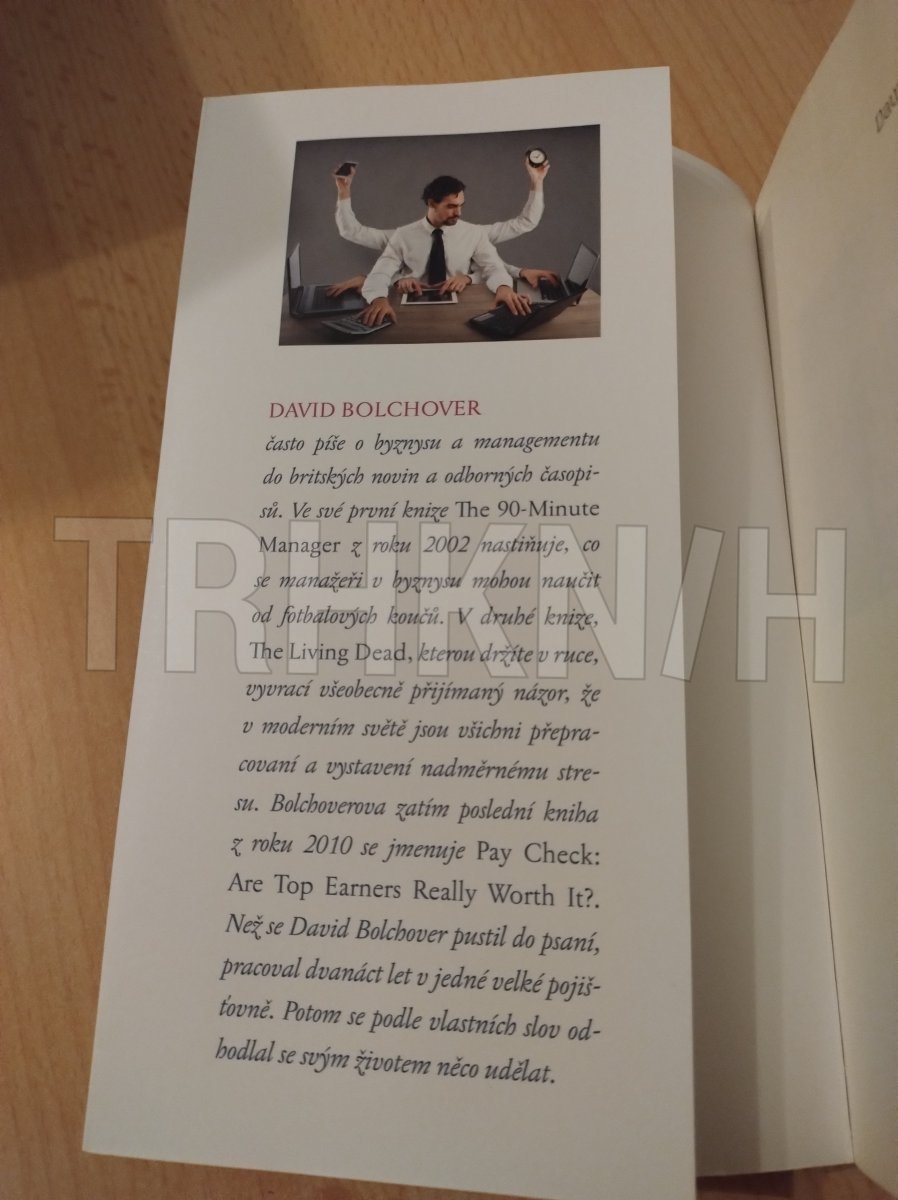 DAVID BOLCHOVER
často píše o byznysu a managementu
do britských novin a odborných časopi-
sů. Ve své první knize The 90-Minute
Manager z roku 2002 nastiňuje, co
se manažeři v byznysu mohou naučit
od fotbalových koučů. V druhé knize,
The Living Dead, kterou držíte v ruce,
vyvrací všeobecně přijímaný názor, že
v moderním světě jsou všichni přepra-
covaní a vystavení nadměrnému stre-
su. Bolchoverova zatím poslední kniha
z roku 2010 se jmenuje Pay Check:
Are Top Earners Really Worth It?.
Než se David Bolchover pustil do psaní,
pracoval dvanáct let v jedné velké pojiš-
ťovně. Potom se podle vlastních slov od-
hodlal se svým životem něco udělat.
TRHKN/H